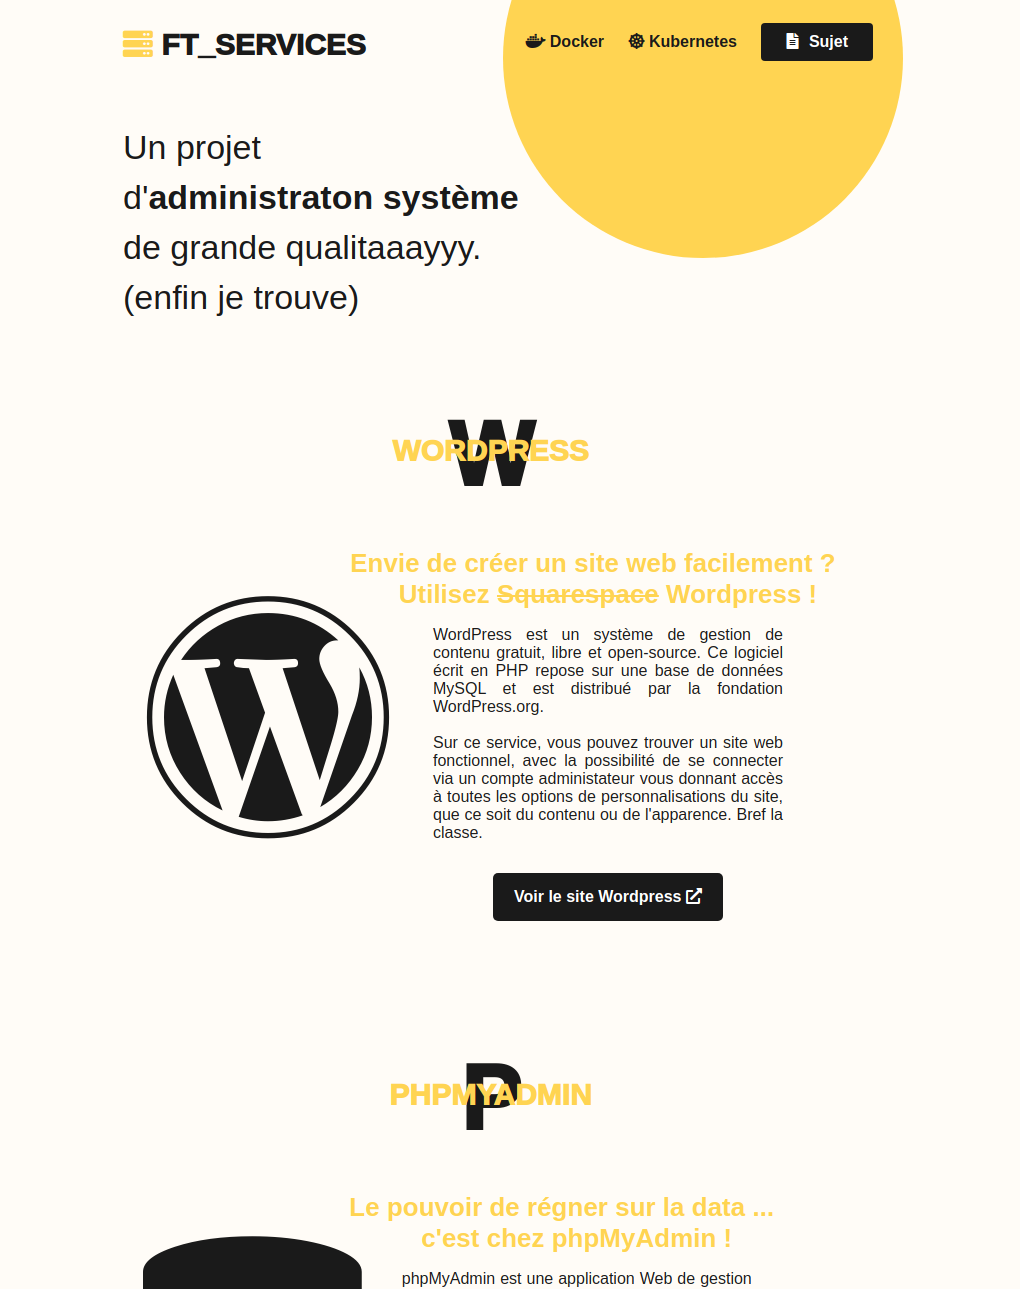 FT_SERVICES
Docker
Kubernetes
Sujet
Un projet
d'administraton système
de grande qualitaaayyy.
(enfin je trouve)
W
WORDPRESS
Envie de créer un site web facilement ?
Utilisez Squarespace Wordpress !
WordPress est un système de gestion de
contenu gratuit, libre et open-source. Ce logiciel
écrit en PHP repose sur une base de données
MySQL et est distribué par la fondation
WordPress.org.
Sur ce service, vous pouvez trouver un site web
fonctionnel, avec la possibilité de se connecter
via un compte administateur vous donnant accès
à toutes les options de personnalisations du site,
que ce soit du contenu ou de l'apparence. Bref la
classe.
Voir le site Wordpress
P
PHPMYADMIN
Le pouvoir de régner sur la data ...
c'est chez phpMyAdmin !
phpMyAdmin est une application Web de gestion